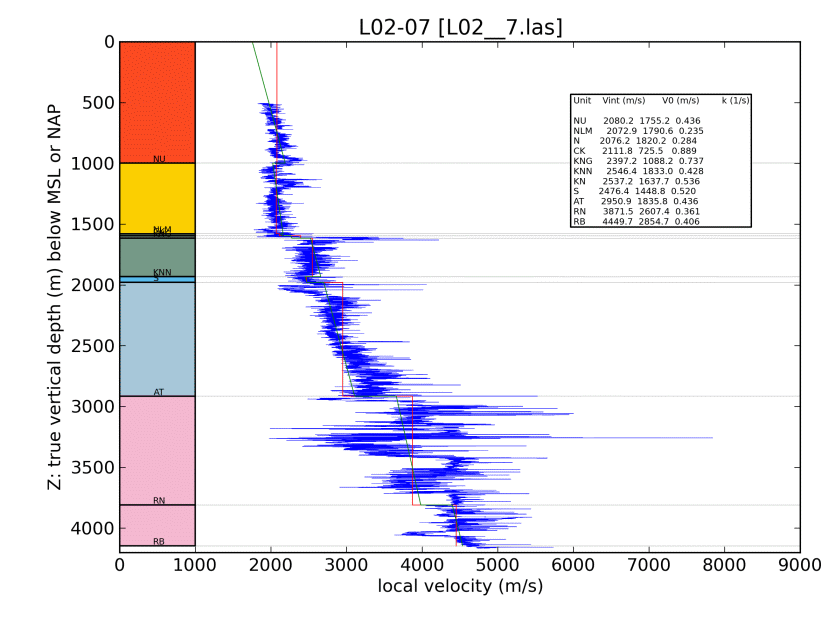 L02-07 [L02__7.las]
0
500
1000
1500
2000
2500
3000
3500
4000
Z: true vertical depth (m) below MSL or NAP
NU
NLM
KNN
S
AT
RN
RB
Unit Vint (m/s) V0 (m/s) k (1/s)
NU 2080.2 1755.2 0.436
NLM 2072.9 1790.6 0.235
N 2076.2 1820.2 0.284
CK 2111.8 725.5 0.889
KNG 2397.2 1088.2 0.737
KNN 2546.4 1833.0 0.428
KN 2537.2 1637.7 0.536
S 2476.4 1448.8 0.520
AT 2950.9 1835.8 0.436
RN 3871.5 2607.4 0.361
RB 4449.7 2854.7 0.406
0 1000 2000 3000 4000 5000 6000 7000 8000 9000
local velocity (m/s)